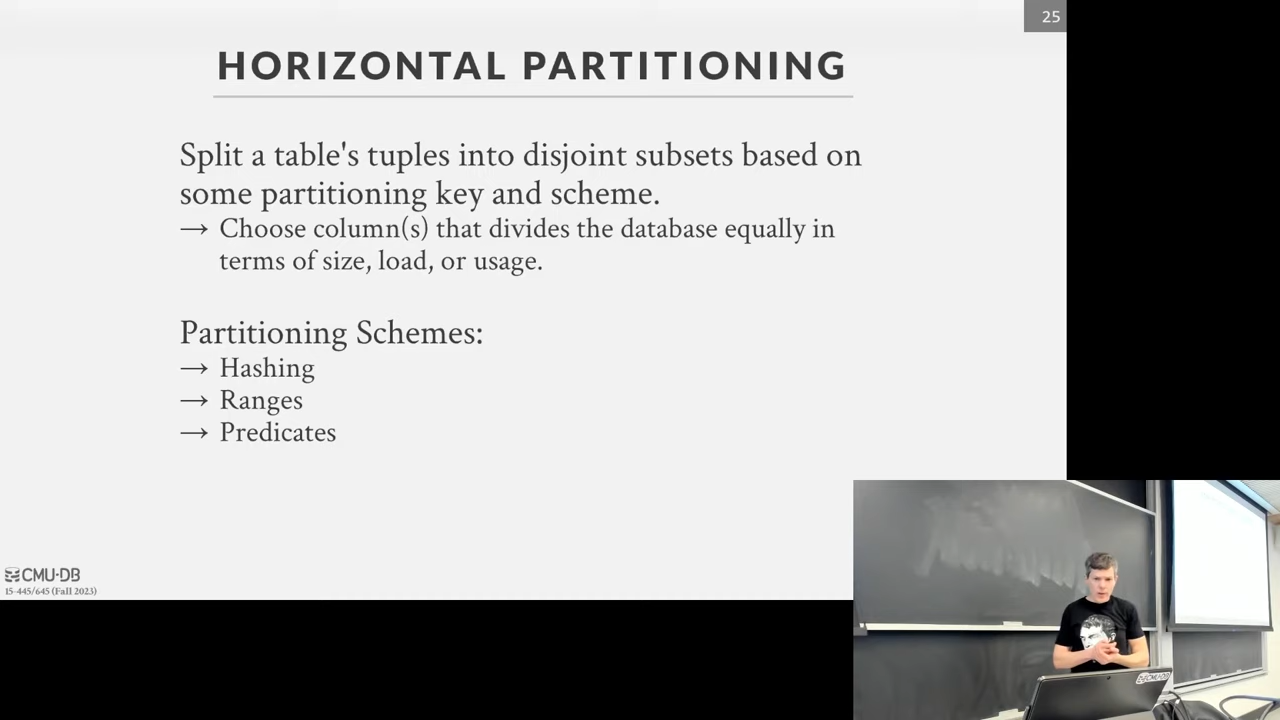 25
HORIZONTAL PARTITIONING
Split a table's tuples into disjoint subsets based on
some partitioning key and scheme.
→ Choose column(s) that divides the database equally in
terms of size, load, or usage.
Partitioning Schemes:
→ Hashing
→ Ranges
→ Predicates
CMU·DB
15-445/645 (Fall 2023)
CMU·DB